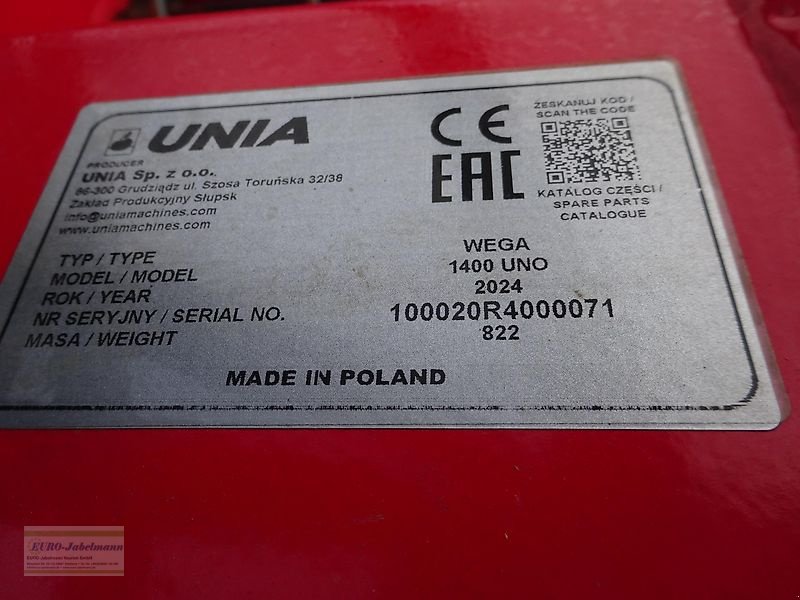 UNIA
PRODUCER
UNIA Sp. z o.o.
86-300 Grudziądz ul. Szosa Toruńska 32/38
Zakład Produkcyjny Słupsk
info@uniamachines.com
www.uniamachines.com
CE
EAC
ZESKANUJ KOD /
SCAN THE CODE
KATALOG CZĘŚCI /
SPARE PARTS
CATALOGUE
TYP / TYPE WEGA
MODEL / MODEL 1400 UNO
ROK / YEAR 2024
NR SERYJNY / SERIAL NO. 100020R4000071
MASA / WEIGHT 822
MADE IN POLAND
EURO-Jabelmann